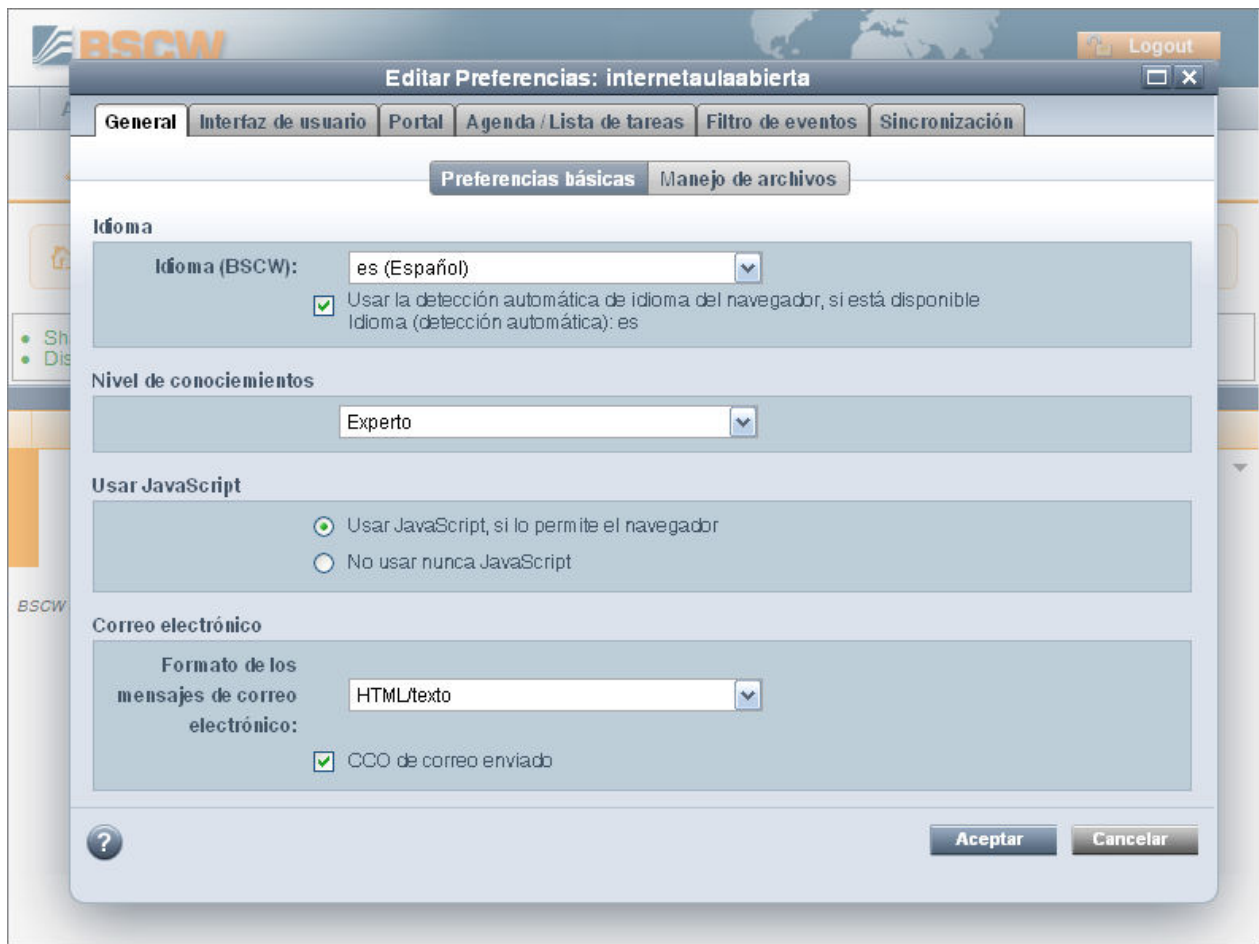 BSCW
Logout
Editar Preferencias: internetaulaabierta
General Interfaz de usuario Portal Agenda / Lista de tareas Filtro de eventos Sincronización
Preferencias básicas Manejo de archivos
Idioma
Idioma (BSCW): es (Español)
Usar la detección automática de idioma del navegador, si está disponible
Idioma (detección automática): es
Nivel de conociemientos
Experto
Usar JavaScript
Usar JavaScript, si lo permite el navegador
No usar nunca JavaScript
BSCW
Correo electrónico
Formato de los
mensajes de correo
electrónico:
HTML/texto
CCO de correo enviado
?
Aceptar Cancelar